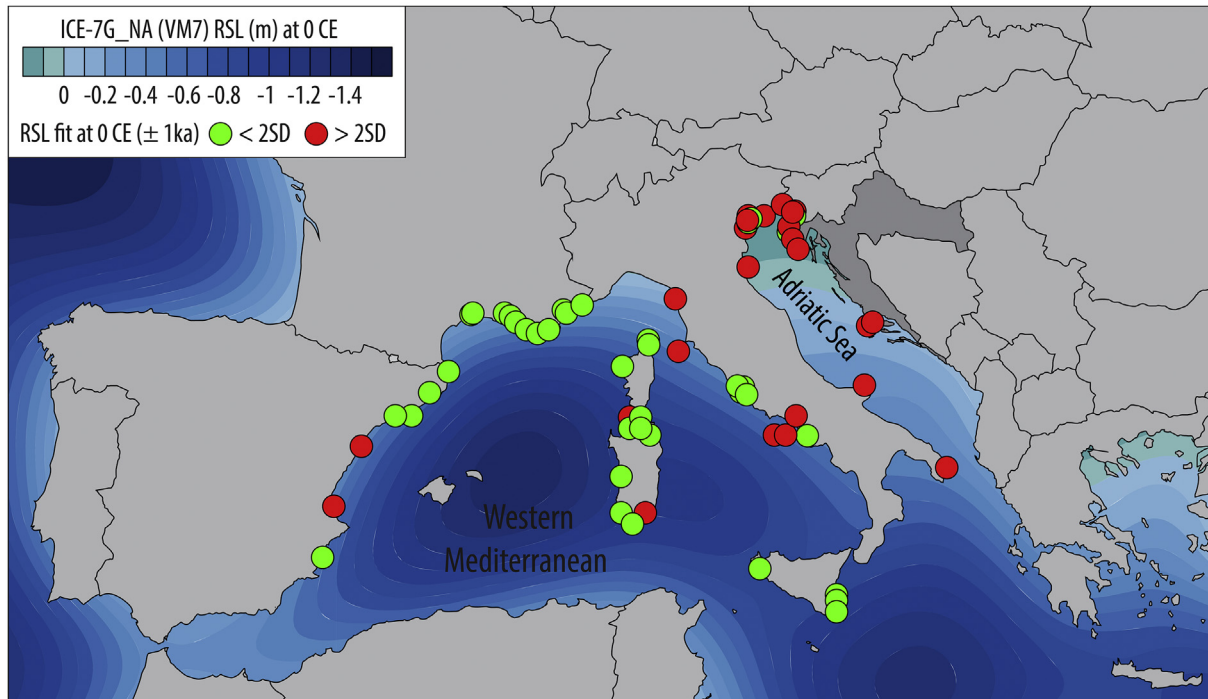 ICE-7G_NA (VM7) RSL (m) at 0 CE
0 -0.2 -0.4 -0.6 -0.8 -1 -1.2 -1.4
RSL fit at 0 CE (± 1ka) < 2SD > 2SD
Adriatic Sea
Western
Mediterranean